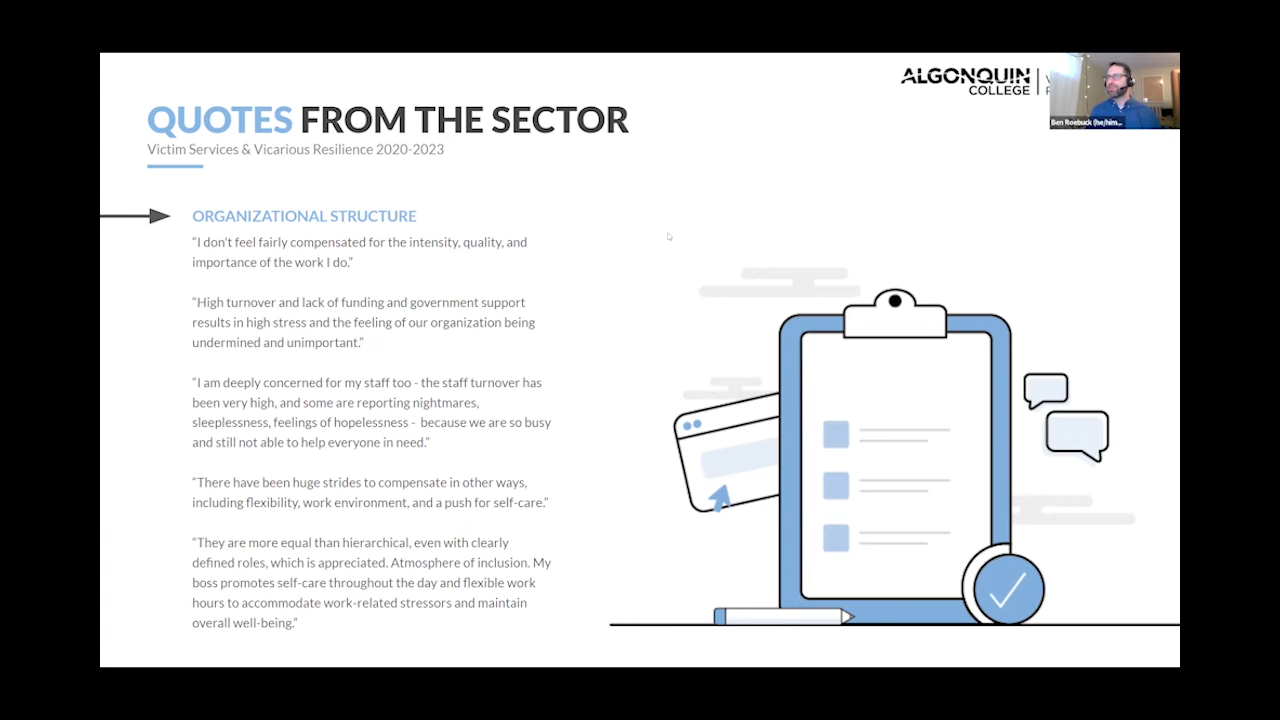 ALGONQUIN
COLLEGE
Ben Roebuck (he/him...
QUOTES FROM THE SECTOR
Victim Services & Vicarious Resilience 2020-2023
ORGANIZATIONAL STRUCTURE
“I don't feel fairly compensated for the intensity, quality, and
importance of the work I do.”
“High turnover and lack of funding and government support
results in high stress and the feeling of our organization being
undermined and unimportant.”
“I am deeply concerned for my staff too - the staff turnover has
been very high, and some are reporting nightmares,
sleeplessness, feelings of hopelessness - because we are so busy
and still not able to help everyone in need.”
“There have been huge strides to compensate in other ways,
including flexibility, work environment, and a push for self-care.”
“They are more equal than hierarchical, even with clearly
defined roles, which is appreciated. Atmosphere of inclusion. My
boss promotes self-care throughout the day and flexible work
hours to accommodate work-related stressors and maintain
overall well-being.”